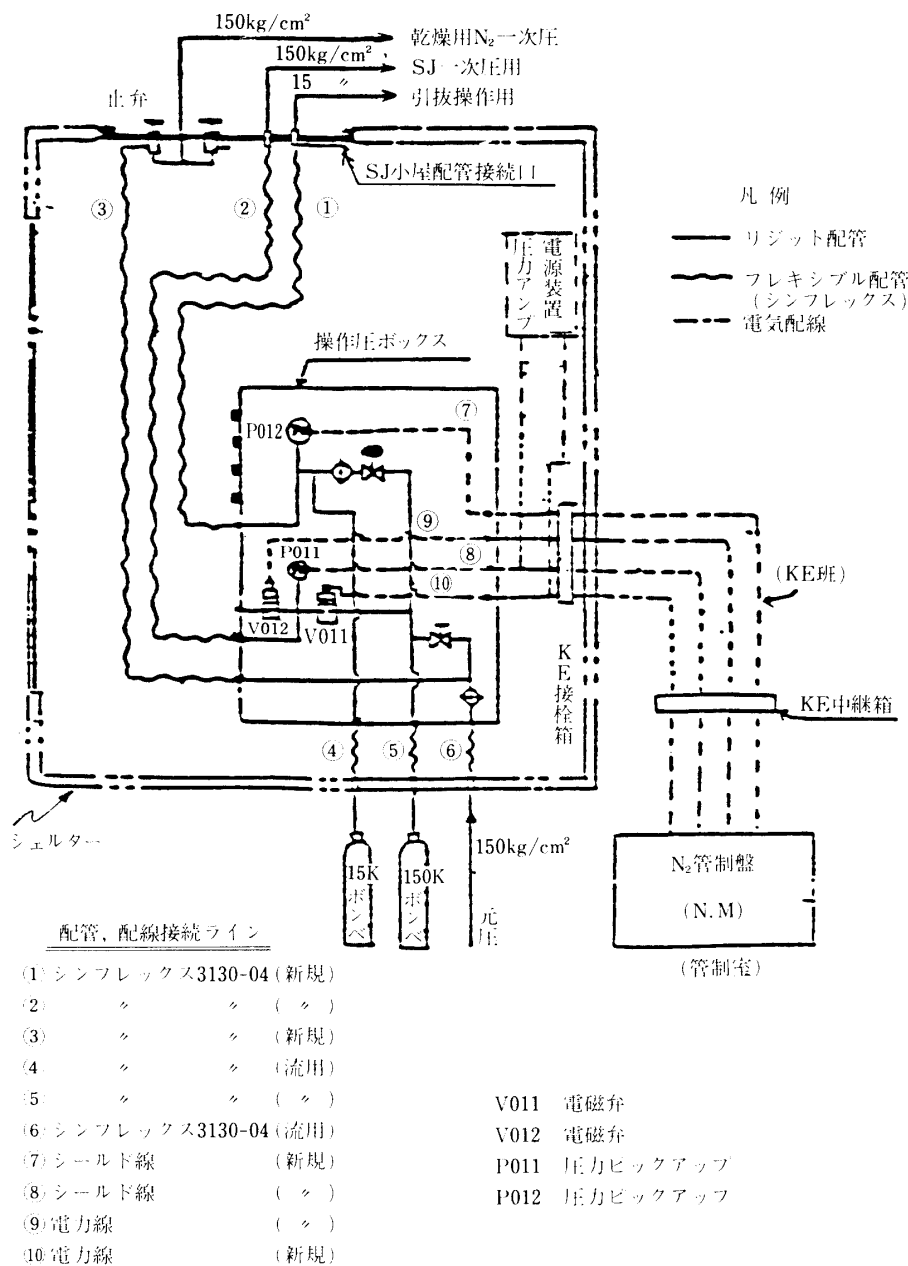 150kg/cm²
乾燥用N₂一次圧
150kg/cm²
SJ一次圧用
15 〃
引抜操作用
止弁
SJ小屋配管接続口
③
②
①
凡例
リジット配管
フレキシブル配管
(シンフレックス)
電気配線
電源装置
圧力アンプ
操作圧ボックス
⑦
P012
⑨
⑧
P011
⑩
(KE班)
V012
V011
KE接栓箱
KE中継箱
④
⑤
⑥
シェルター
150kg/cm²
15K
ボンベ
150K
ボンベ
元圧
N₂管制盤
(N.M)
(管制室)
配管，配線接続ライン
① シンフレックス3130-04 (新規)
② 〃 〃 ( 〃 )
③ 〃 〃 (新規)
④ 〃 〃 (流用)
⑤ 〃 〃 ( 〃 )
⑥ シンフレックス3130-04 (流用)
⑦ シールド線 (新規)
⑧ シールド線 ( 〃 )
⑨ 電力線 ( 〃 )
⑩ 電力線 (新規)
V011 電磁弁
V012 電磁弁
P011 圧力ピックアップ
P012 圧力ピックアップ